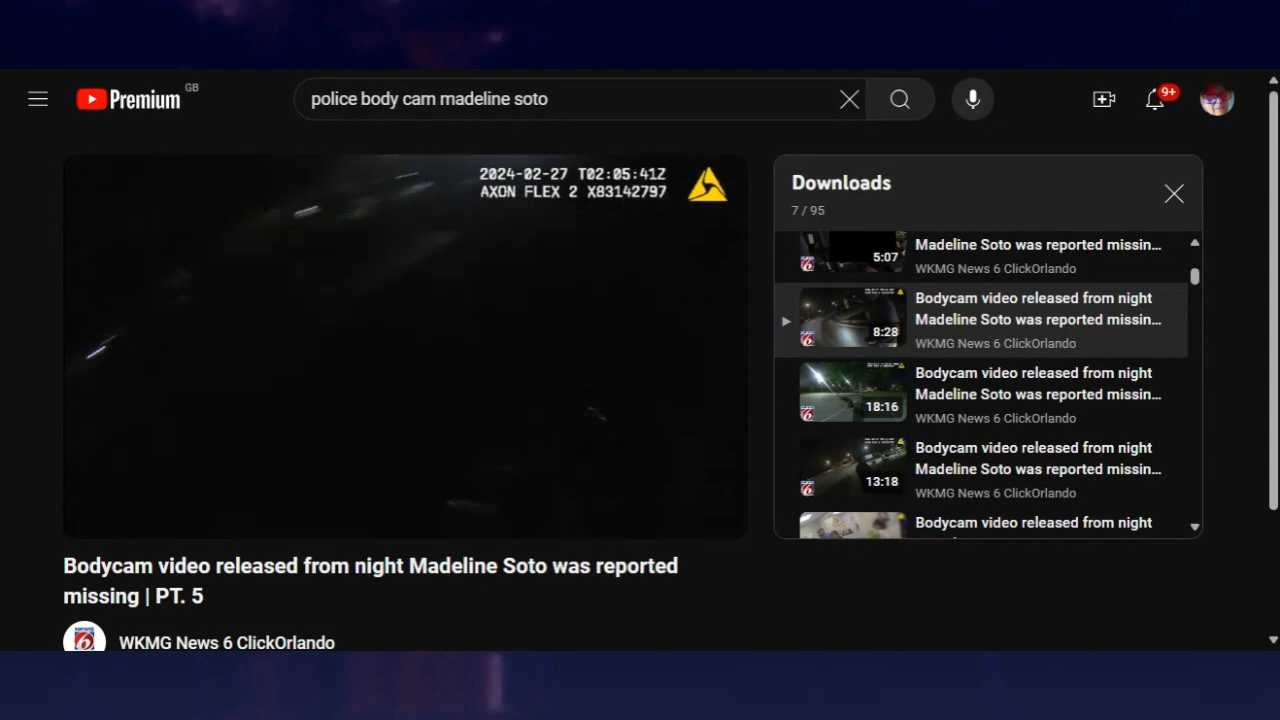 Premium GB
police body cam madeline soto
9+
2024-02-27 T02:05:41Z
AXON FLEX 2 X83142797
Downloads
7 / 95
5:07
Madeline Soto was reported missin...
WKMG News 6 ClickOrlando
Bodycam video released from night
Madeline Soto was reported missin...
8:28
WKMG News 6 ClickOrlando
Bodycam video released from night
Madeline Soto was reported missin...
18:16
WKMG News 6 ClickOrlando
Bodycam video released from night
Madeline Soto was reported missin...
13:18
WKMG News 6 ClickOrlando
Bodycam video released from night
Bodycam video released from night Madeline Soto was reported
missing | PT. 5
6
WKMG News 6 ClickOrlando